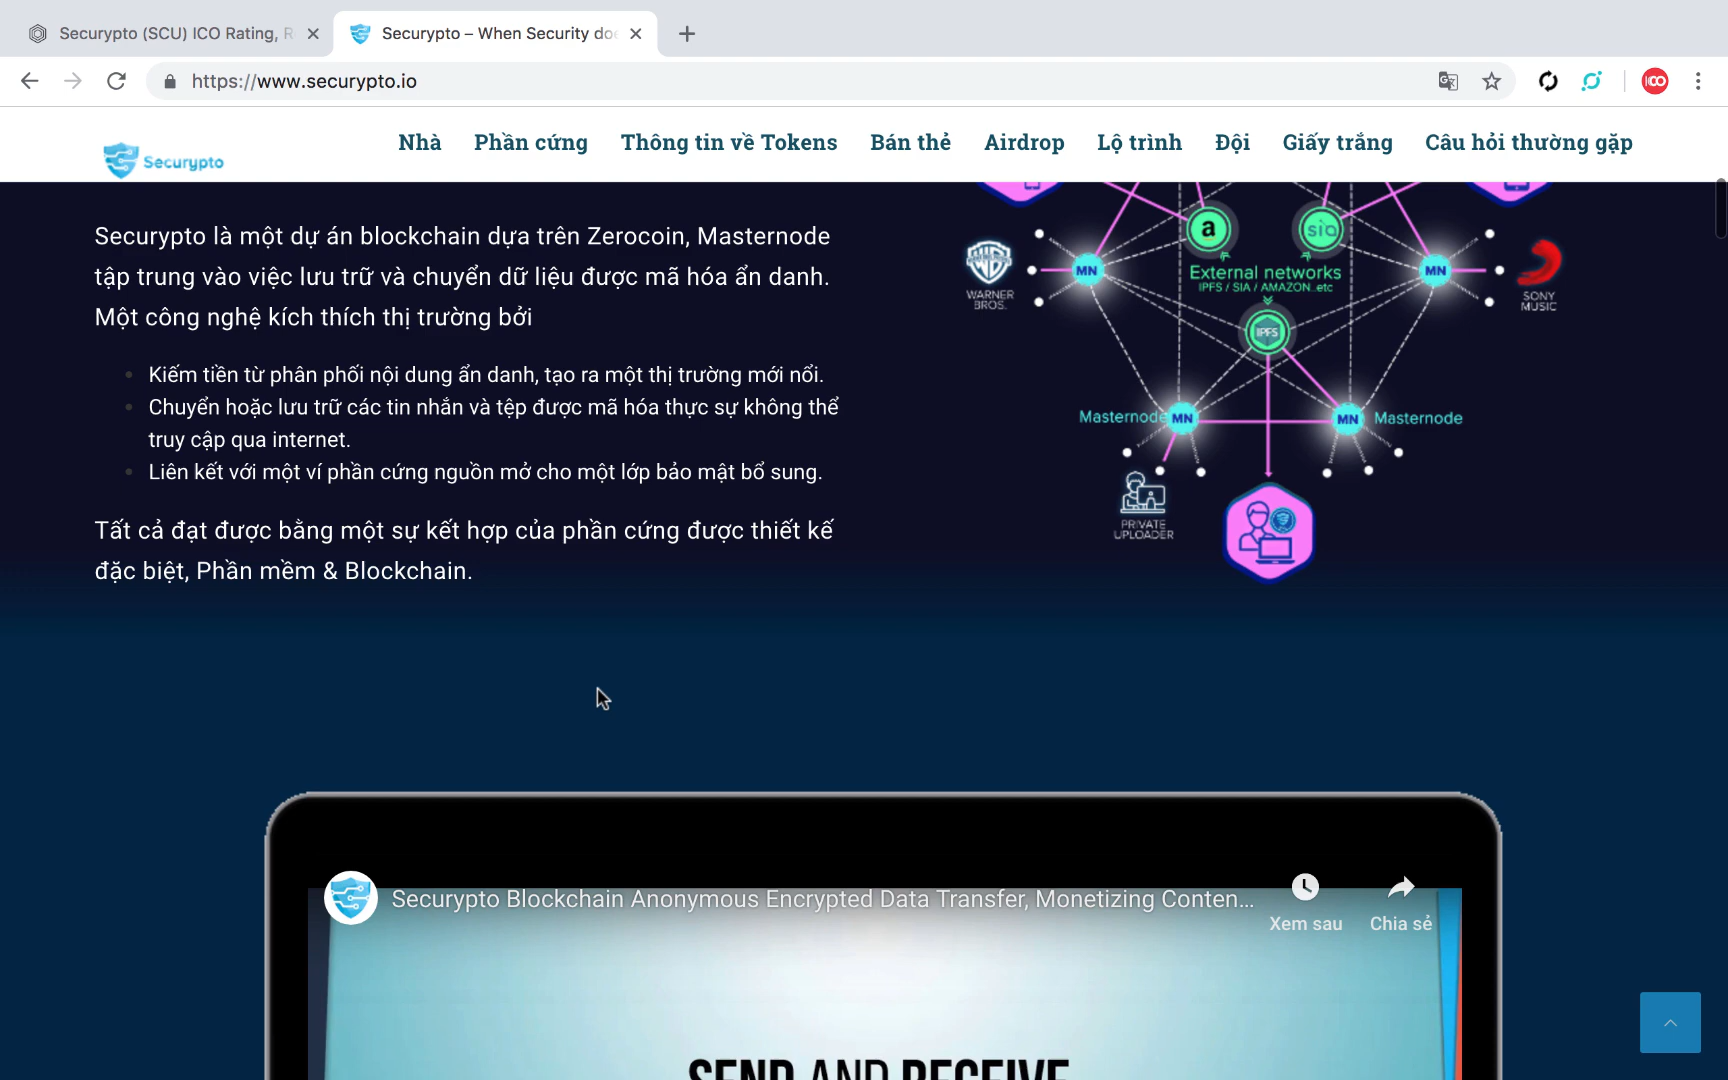 Securypto (SCU) ICO Rating, R
Securypto – When Security doe
https://www.securypto.io
Securypto
Nhà
Phần cứng
Thông tin về Tokens
Bán thẻ
Airdrop
Lộ trình
Đội
Giấy trắng
Câu hỏi thường gặp
Securypto là một dự án blockchain dựa trên Zerocoin, Masternode
tập trung vào việc lưu trữ và chuyển dữ liệu được mã hóa ẩn danh.
Một công nghệ kích thích thị trường bởi
Kiếm tiền từ phân phối nội dung ẩn danh, tạo ra một thị trường mới nổi.
Chuyển hoặc lưu trữ các tin nhắn và tệp được mã hóa thực sự không thể
truy cập qua internet.
Liên kết với một ví phần cứng nguồn mở cho một lớp bảo mật bổ sung.
Tất cả đạt được bằng một sự kết hợp của phần cứng được thiết kế
đặc biệt, Phần mềm & Blockchain.
a
sia
External networks
IPFS / SIA / AMAZON..etc
MN
MN
WARNER
BROS.
SONY
MUSIC
IPFS
Masternode
MN
MN
Masternode
PRIVATE
UPLOADER
Securypto Blockchain Anonymous Encrypted Data Transfer, Monetizing Conten...
Xem sau
Chia sẻ
SEND AND RECEIVE